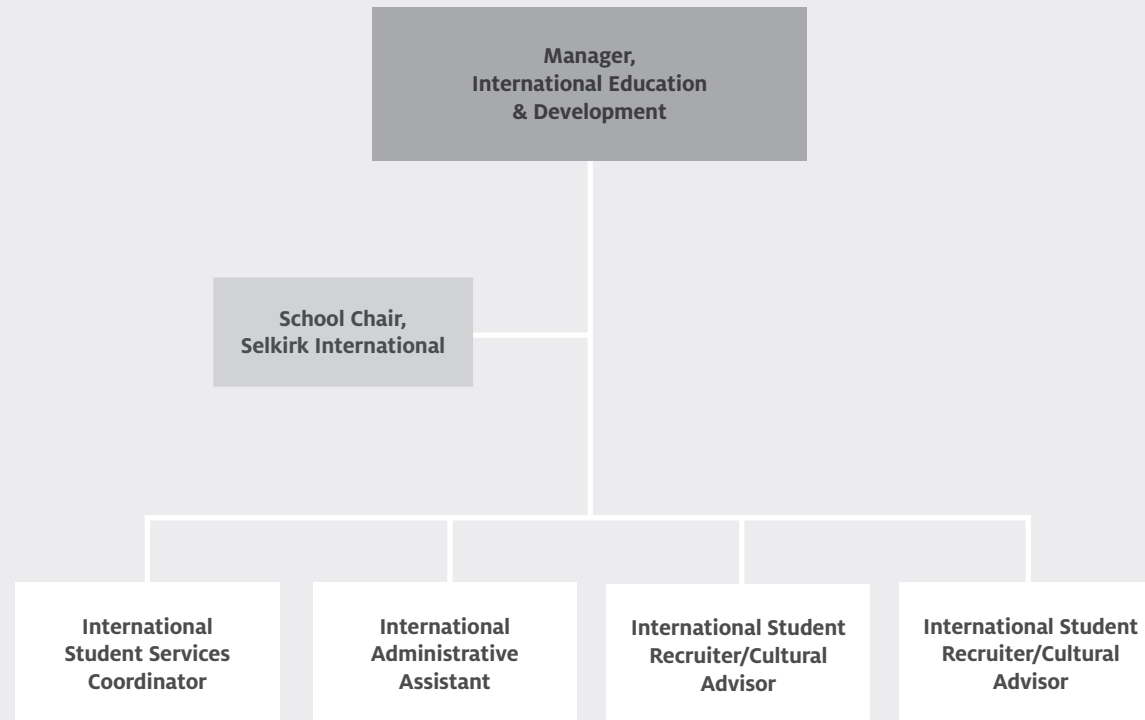 Manager,
International Education
& Development
School Chair,
Selkirk International
International
Student Services
Coordinator
International
Administrative
Assistant
International Student
Recruiter/Cultural
Advisor
International Student
Recruiter/Cultural
Advisor